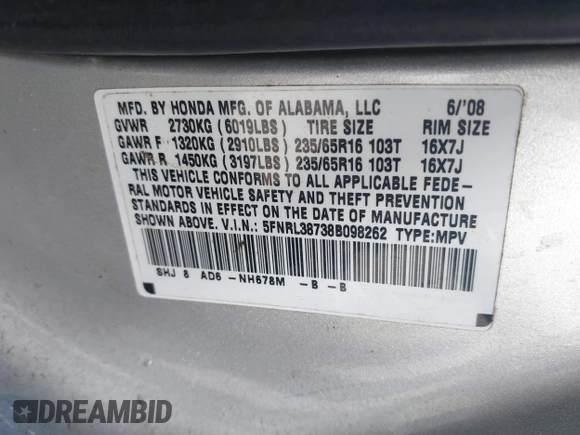 MFD. BY HONDA MFG. OF ALABAMA, LLC 6/'08
GVWR 2730KG (6019LBS) TIRE SIZE RIM SIZE
GAWR F 1320KG (2910LBS) 235/65R16 103T 16X7J
GAWR R 1450KG (3197LBS) 235/65R16 103T 16X7J
THIS VEHICLE CONFORMS TO ALL APPLICABLE FEDE-
RAL MOTOR VEHICLE SAFETY AND THEFT PREVENTION
STANDARDS IN EFFECT ON THE DATE OF MANUFACTURE
SHOWN ABOVE. V.I.N.: 5FNRL38738B098262 TYPE:MPV
SHJ 8 AD6 -NH678M -B -B
DREAMBID